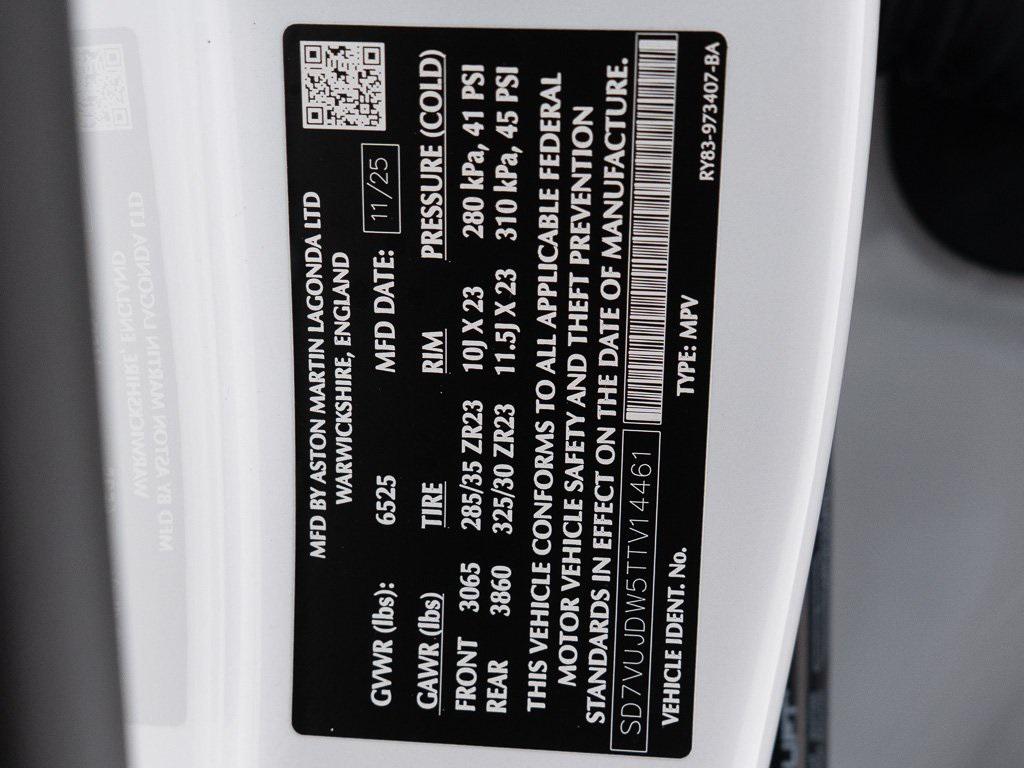 MFD BY ASTON MARTIN LAGONDA LTD
WARWICKSHIRE, ENGLAND
GVWR (lbs): 6525 MFD DATE: 11/25
GAWR (lbs) TIRE RIM PRESSURE (COLD)
FRONT 3065 285/35 ZR23 10J X 23 280 kPa, 41 PSI
REAR 3860 325/30 ZR23 11.5J X 23 310 kPa, 45 PSI
THIS VEHICLE CONFORMS TO ALL APPLICABLE FEDERAL
MOTOR VEHICLE SAFETY AND THEFT PREVENTION
STANDARDS IN EFFECT ON THE DATE OF MANUFACTURE.
SD7VUJDW5TTV14461
VEHICLE IDENT. No. TYPE: MPV RY83-973407-BA